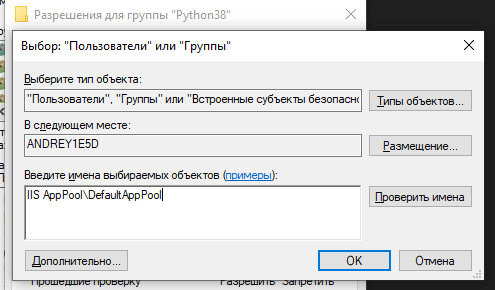 Разрешения для группы "Python38"
Выбор: "Пользователи" или "Группы"
Выберите тип объекта:
"Пользователи", "Группы" или "Встроенные субъекты безопасно
Типы объектов...
В следующем месте:
ANDREY1E5D
Размещение...
Введите имена выбираемых объектов (примеры):
IIS AppPool\DefaultAppPool
Проверить имена
Дополнительно...
OK
Отмена
Прошедшие проверку
Разрешить Запретить